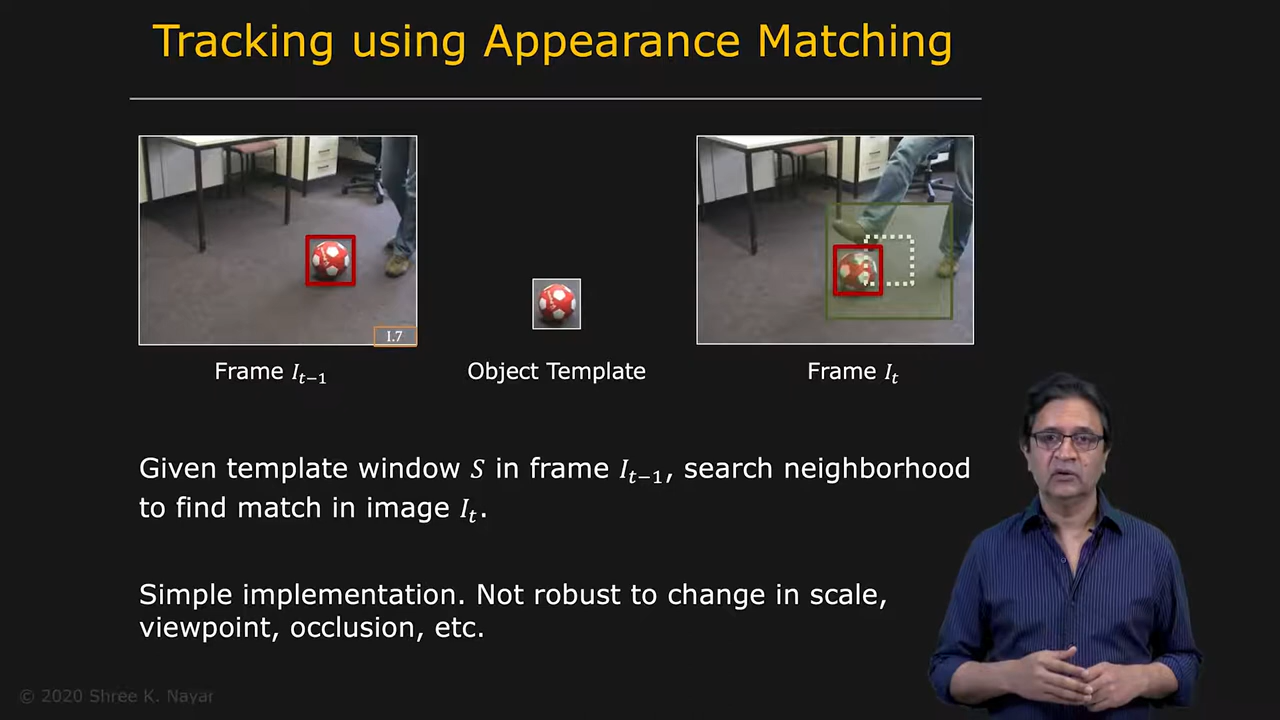 Tracking using Appearance Matching
I.7
Frame Iₜ₋₁
Object Template
Frame Iₜ
Given template window S in frame Iₜ₋₁, search neighborhood
to find match in image Iₜ.
Simple implementation. Not robust to change in scale,
viewpoint, occlusion, etc.
© 2020 Shree K. Nayar